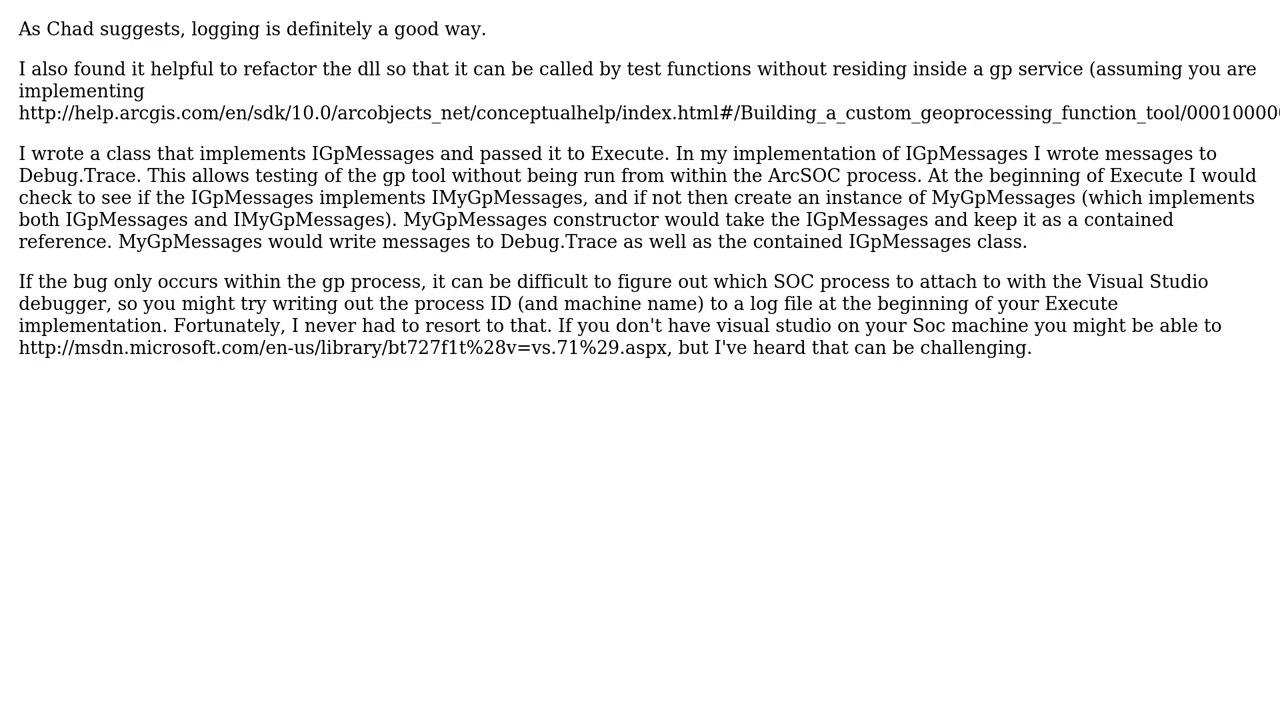 As Chad suggests, logging is definitely a good way.
I also found it helpful to refactor the dll so that it can be called by test functions without residing inside a gp service (assuming you are
implementing
http://help.arcgis.com/en/sdk/10.0/arcobjects_net/conceptualhelp/index.html#/Building_a_custom_geoprocessing_function_tool/000100000
I wrote a class that implements IGpMessages and passed it to Execute. In my implementation of IGpMessages I wrote messages to
Debug.Trace. This allows testing of the gp tool without being run from within the ArcSOC process. At the beginning of Execute I would
check to see if the IGpMessages implements IMyGpMessages, and if not then create an instance of MyGpMessages (which implements
both IGpMessages and IMyGpMessages). MyGpMessages constructor would take the IGpMessages and keep it as a contained
reference. MyGpMessages would write messages to Debug.Trace as well as the contained IGpMessages class.
If the bug only occurs within the gp process, it can be difficult to figure out which SOC process to attach to with the Visual Studio
debugger, so you might try writing out the process ID (and machine name) to a log file at the beginning of your Execute
implementation. Fortunately, I never had to resort to that. If you don't have visual studio on your Soc machine you might be able to
http://msdn.microsoft.com/en-us/library/bt727f1t%28v=vs.71%29.aspx, but I've heard that can be challenging.